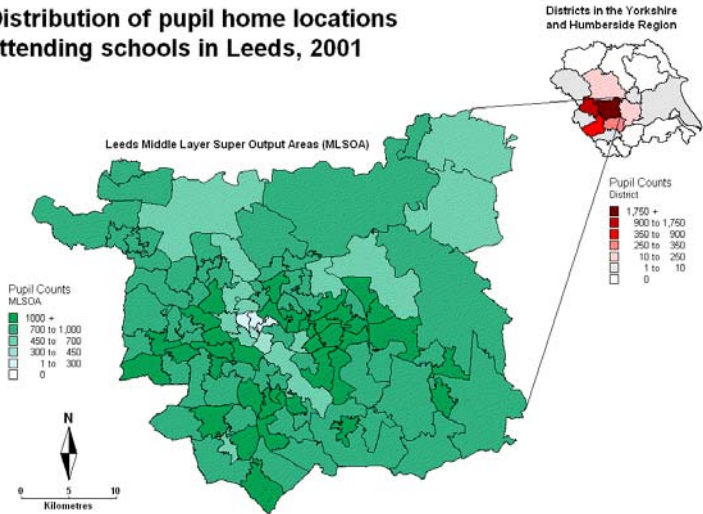 Distribution of pupil home locations
attending schools in Leeds, 2001
Districts in the Yorkshire
and Humberside Region
Leeds Middle Layer Super Output Areas (MLSOA)
Pupil Counts
District
1,750 +
900 to 1,750
350 to 900
250 to 350
10 to 250
1 to 10
0
Pupil Counts
MLSOA
1000 +
700 to 1,000
450 to 700
300 to 450
1 to 300
0
N
0 5 10
Kilometres